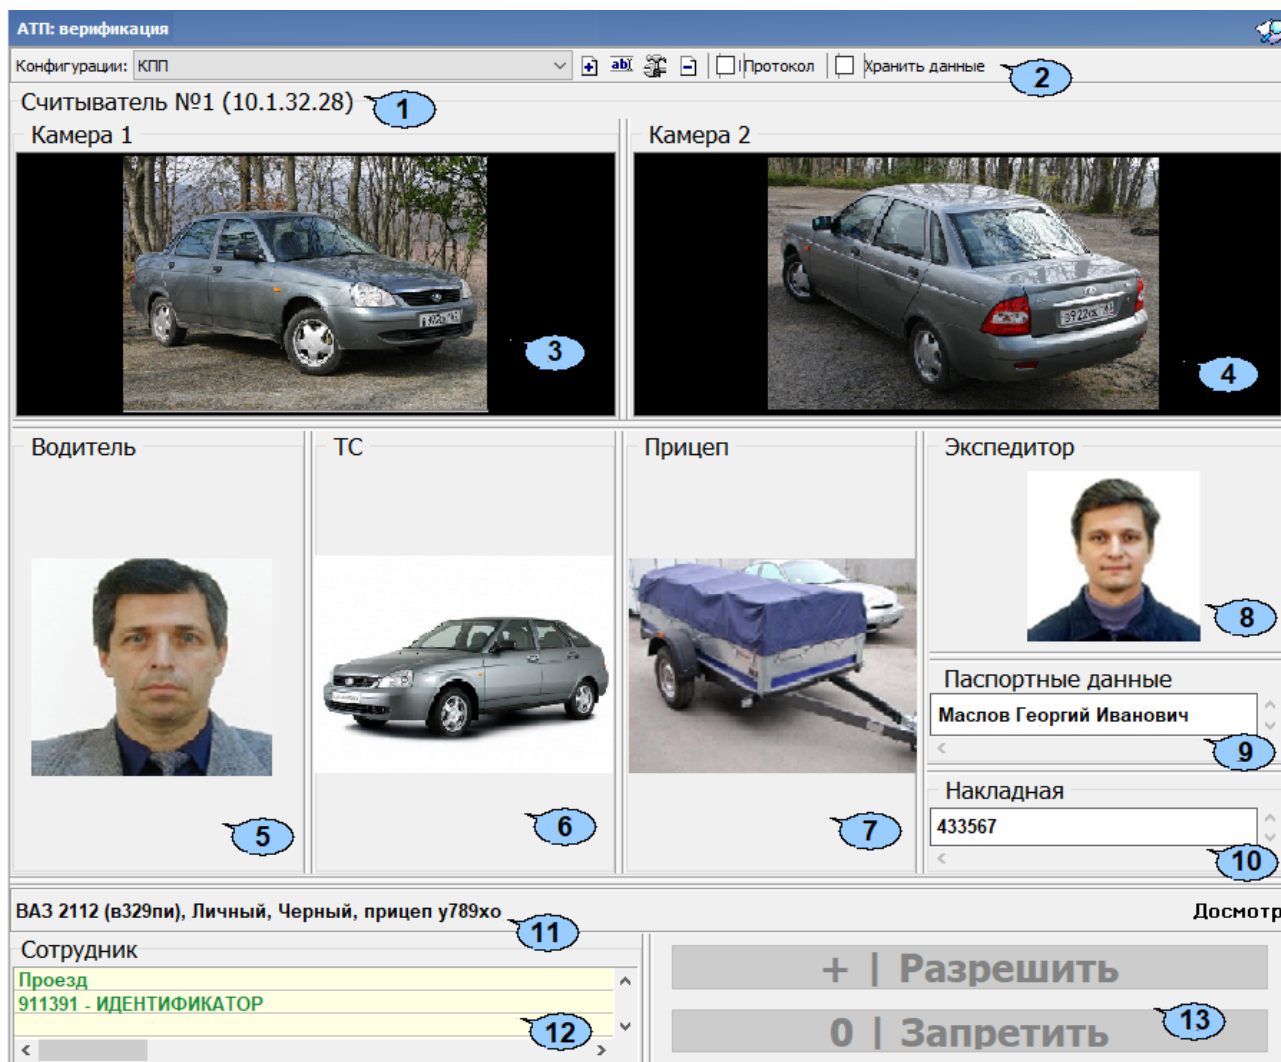 АТП: верификация
Конфигурации: КПП
ab
Протокол
Хранить данные
2
Считыватель №1 (10.1.32.28)
1
Камера 1
Камера 2
в922ок
3
4
Водитель
ТС
Прицеп
Экспедитор
8
Паспортные данные
Маслов Георгий Иванович
9
Накладная
433567
5
6
7
10
ВАЗ 2112 (в329пи), Личный, Черный, прицеп у789хо
11
Досмотр
Сотрудник
Проезд
911391 - ИДЕНТИФИКАТОР
12
+ | Разрешить
0 | Запретить
13